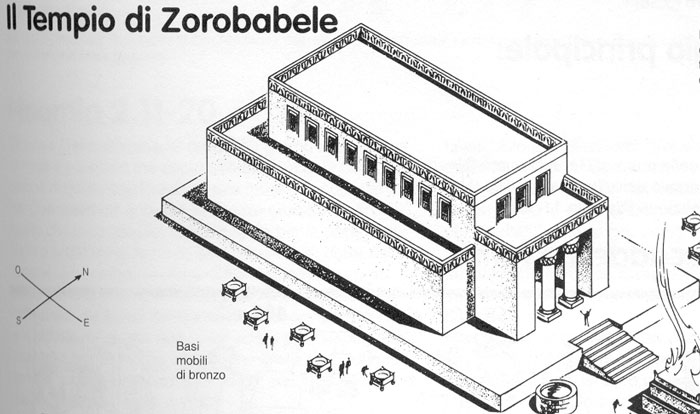 Il Tempio di Zorobabele
O
N
S
E
Basi
mobili
di bronzo